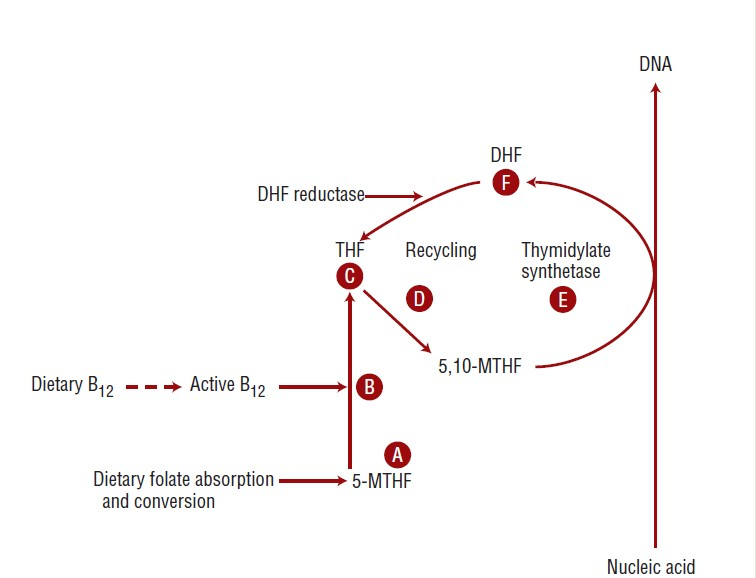 DNA
DHF
F
DHF reductase
THF
Recycling
Thymidylate
synthetase
C
D
E
5,10-MTHF
Dietary B12
Active B12
B
A
Dietary folate absorption
and conversion
5-MTHF
Nucleic acid